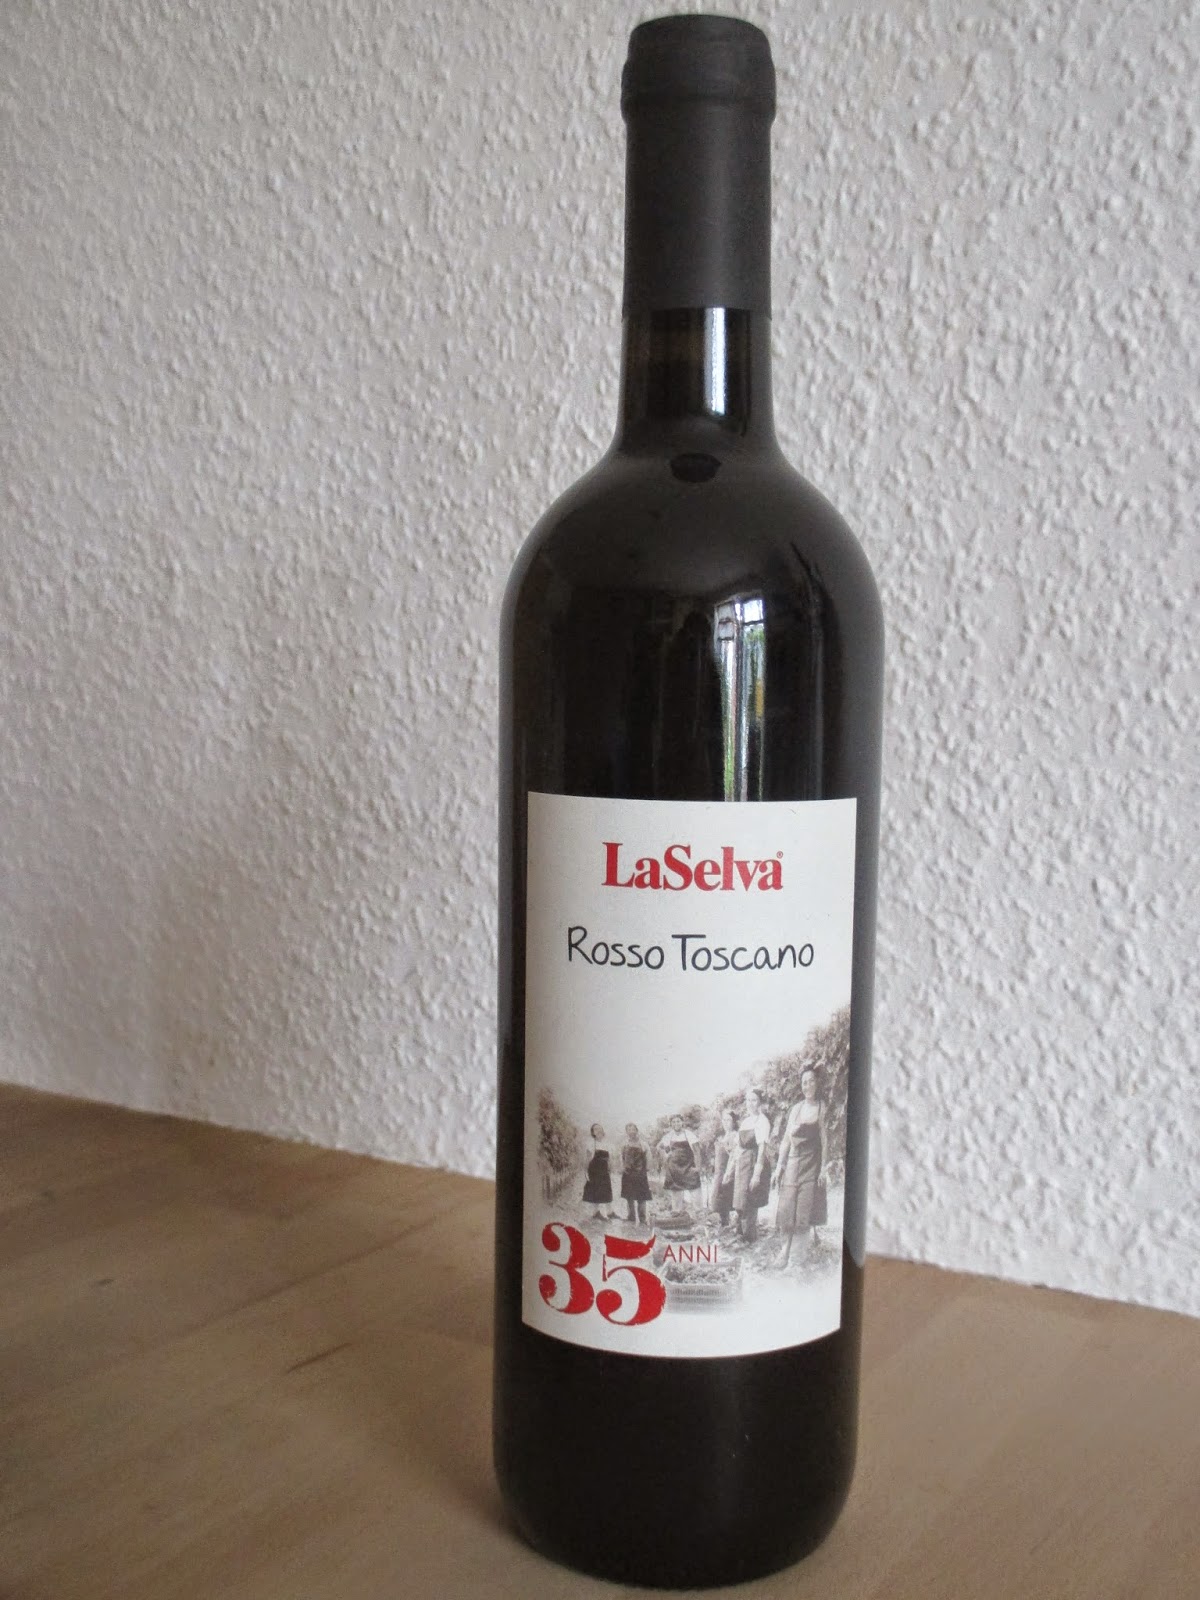 LaSelva®
Rosso Toscano
35 ANNI